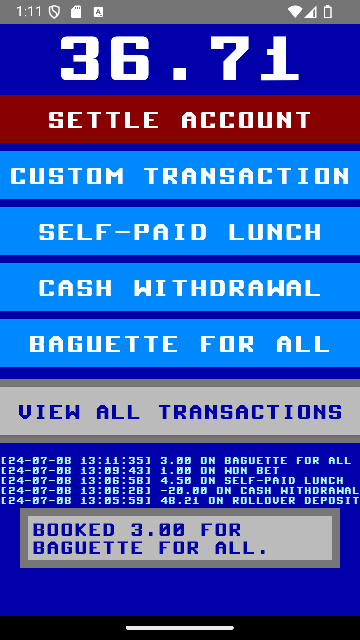 1:11
36.71
SETTLE ACCOUNT
CUSTOM TRANSACTION
SELF-PAID LUNCH
CASH WITHDRAWAL
BAGUETTE FOR ALL
VIEW ALL TRANSACTIONS
[24-07-08 13:11:35] 3.00 ON BAGUETTE FOR ALL
[24-07-08 13:09:43] 1.00 ON WON BET
[24-07-08 13:06:58] 4.50 ON SELF-PAID LUNCH
[24-07-08 13:06:28] -20.00 ON CASH WITHDRAWAL
[24-07-08 13:05:59] 48.21 ON ROLLOVER DEPOSIT
BOOKED 3.00 FOR
BAGUETTE FOR ALL.